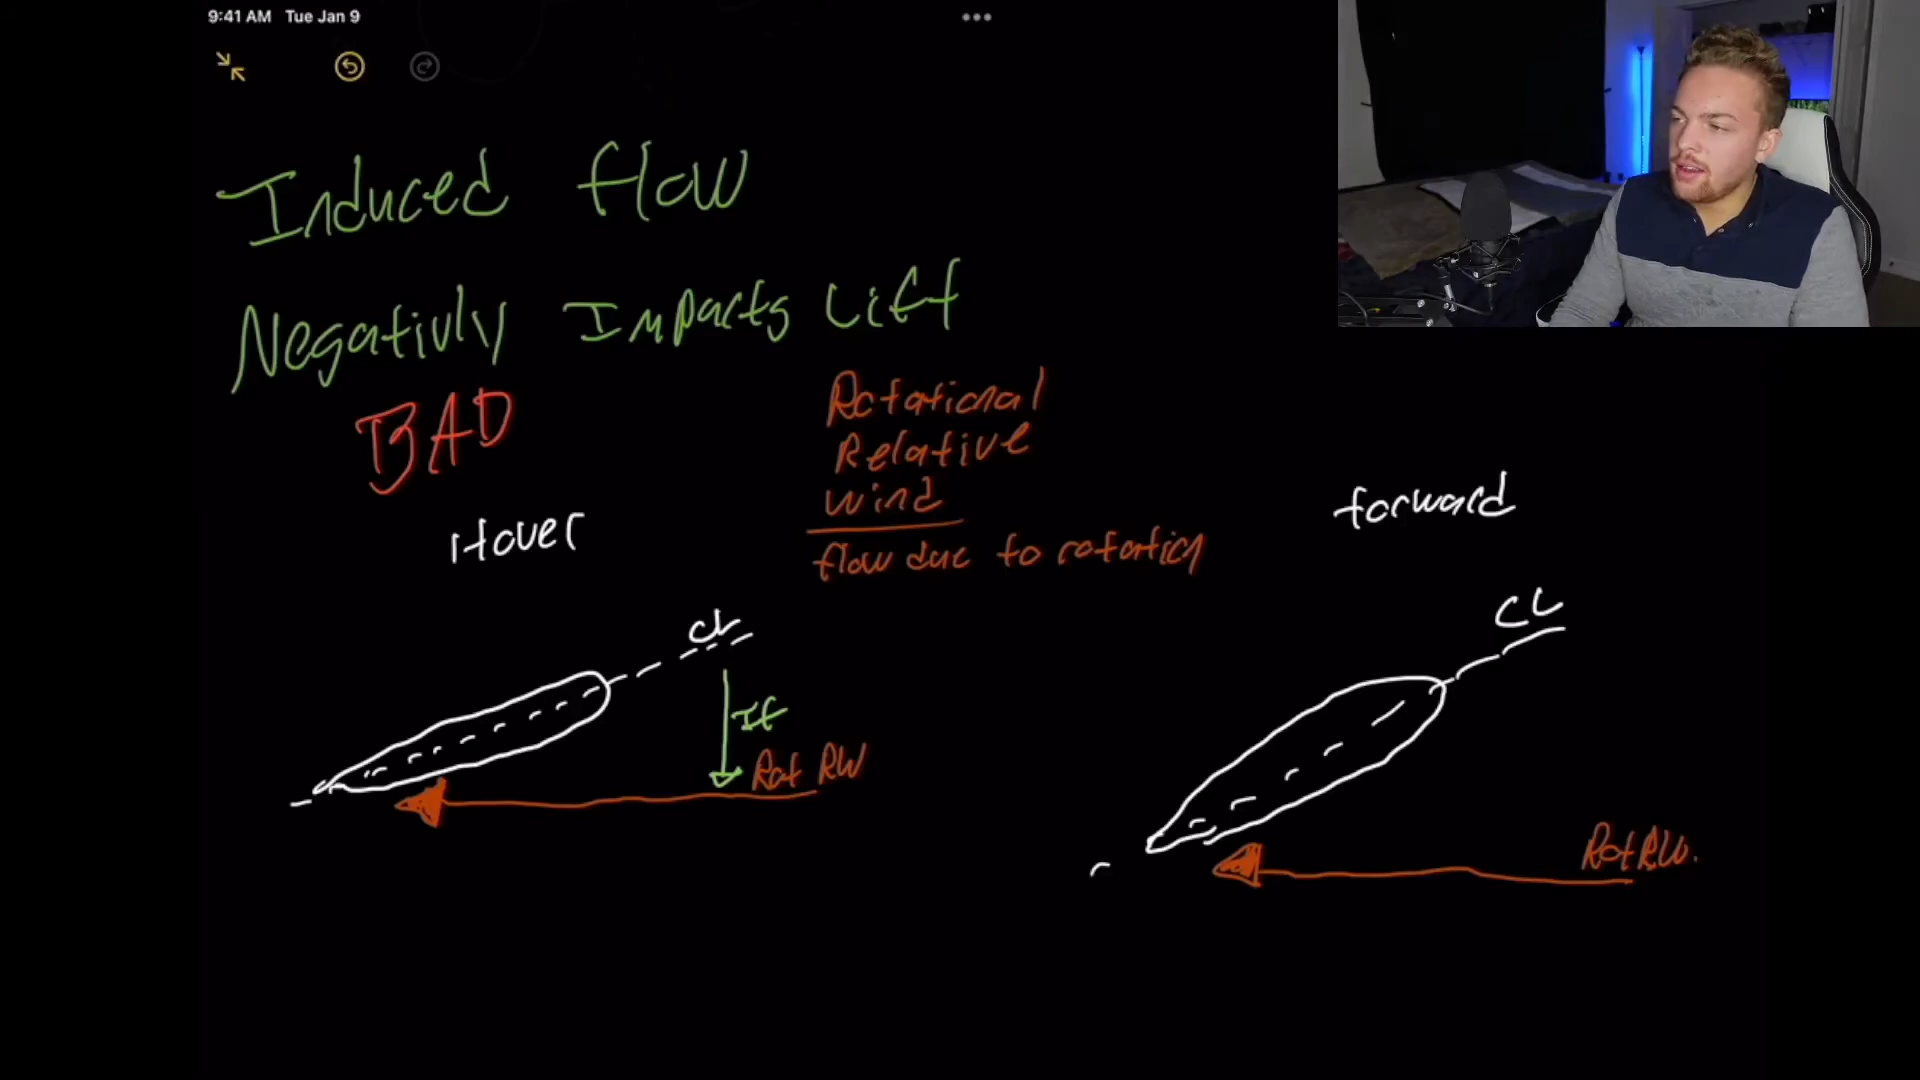 9:41 AM Tue Jan 9
Induced flow
Negativly Impacts Lift
BAD
Rotational
Relative
Wind
flow due to rotation
Hover
forward
CL
CL
If
Rot RW
Rot RW.